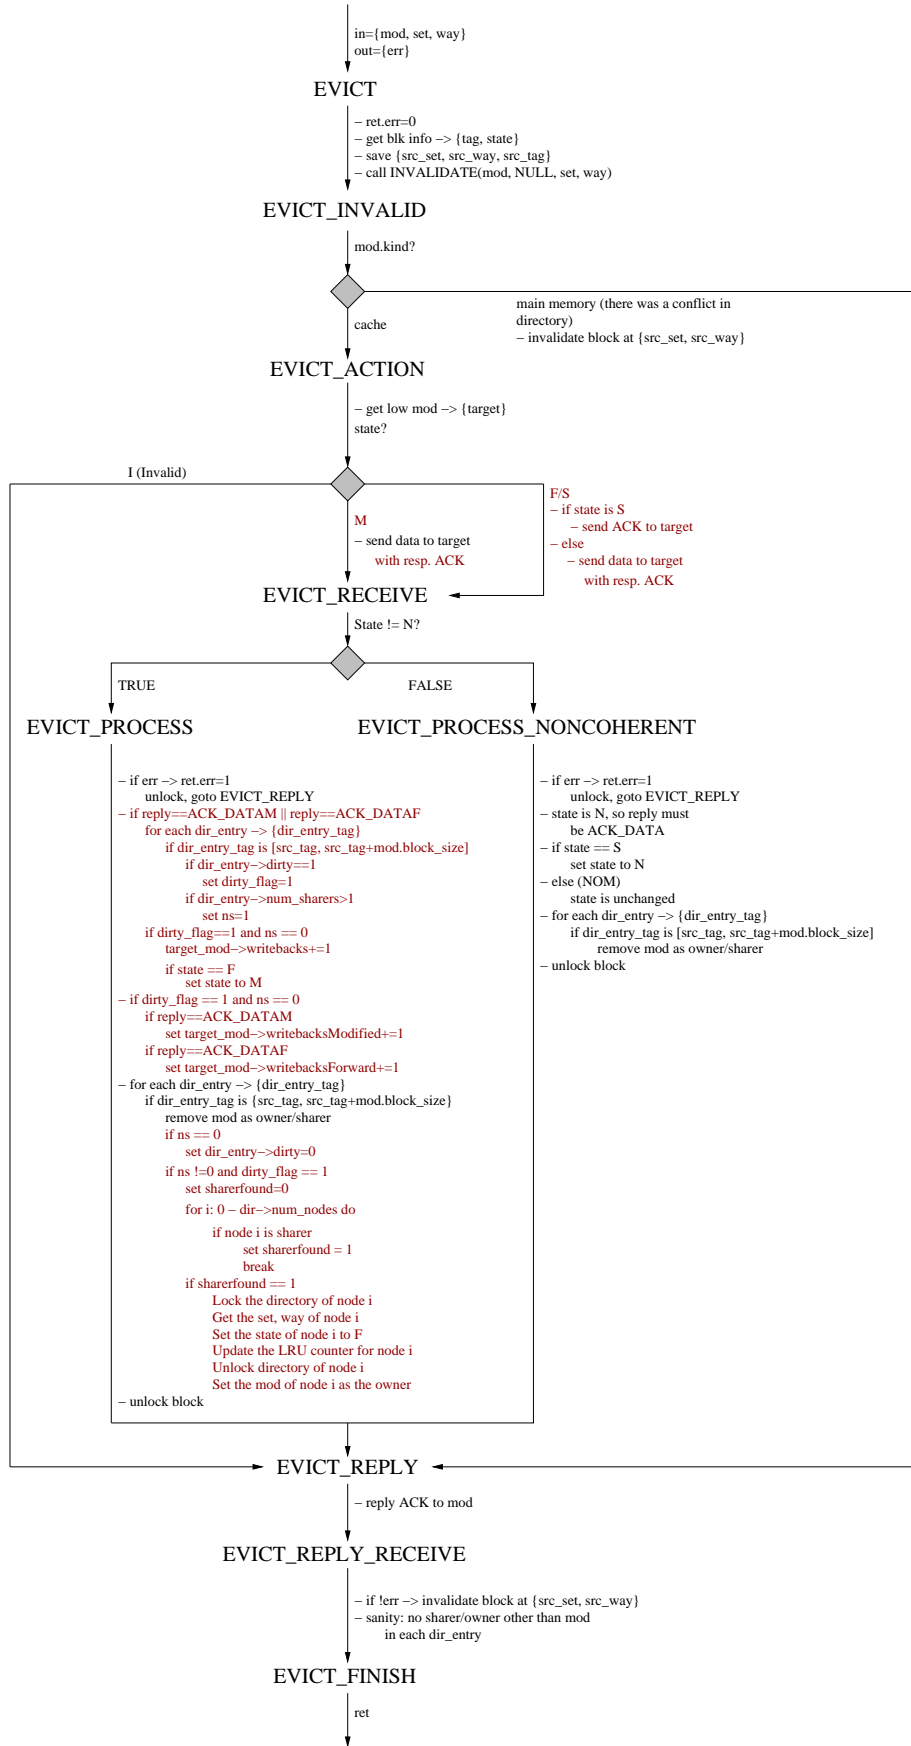 in={mod, set, way}
out={err}
EVICT
– ret.err=0
– get blk info –> {tag, state}
– save {src_set, src_way, src_tag}
– call INVALIDATE(mod, NULL, set, way)
EVICT_INVALID
mod.kind?
main memory (there was a conflict in
directory)
– invalidate block at {src_set, src_way}
cache
EVICT_ACTION
– get low mod –> {target}
state?
I (Invalid)
M
– send data to target
with resp. ACK
F/S
– if state is S
– send ACK to target
– else
– send data to target
with resp. ACK
EVICT_RECEIVE
State != N?
TRUE
FALSE
EVICT_PROCESS
EVICT_PROCESS_NONCOHERENT
– if err –> ret.err=1
unlock, goto EVICT_REPLY
– if reply==ACK_DATAM || reply==ACK_DATAF
for each dir_entry –> {dir_entry_tag}
if dir_entry_tag is [src_tag, src_tag+mod.block_size]
if dir_entry–>dirty==1
set dirty_flag=1
if dir_entry–>num_sharers>1
set ns=1
if dirty_flag==1 and ns == 0
target_mod–>writebacks+=1
if state == F
set state to M
– if dirty_flag == 1 and ns == 0
if reply==ACK_DATAM
set target_mod–>writebacksModified+=1
if reply==ACK_DATAF
set target_mod–>writebacksForward+=1
– for each dir_entry –> {dir_entry_tag}
if dir_entry_tag is {src_tag, src_tag+mod.block_size}
remove mod as owner/sharer
if ns == 0
set dir_entry–>dirty=0
if ns !=0 and dirty_flag == 1
set sharerfound=0
for i: 0 – dir–>num_nodes do
if node i is sharer
set sharerfound = 1
break
if sharerfound == 1
Lock the directory of node i
Get the set, way of node i
Set the state of node i to F
Update the LRU counter for node i
Unlock directory of node i
Set the mod of node i as the owner
– unlock block
– if err –> ret.err=1
unlock, goto EVICT_REPLY
– state is N, so reply must
be ACK_DATA
– if state == S
set state to N
– else (NOM)
state is unchanged
– for each dir_entry –> {dir_entry_tag}
if dir_entry_tag is [src_tag, src_tag+mod.block_size]
remove mod as owner/sharer
– unlock block
EVICT_REPLY
– reply ACK to mod
EVICT_REPLY_RECEIVE
– if !err –> invalidate block at {src_set, src_way}
– sanity: no sharer/owner other than mod
in each dir_entry
EVICT_FINISH
ret